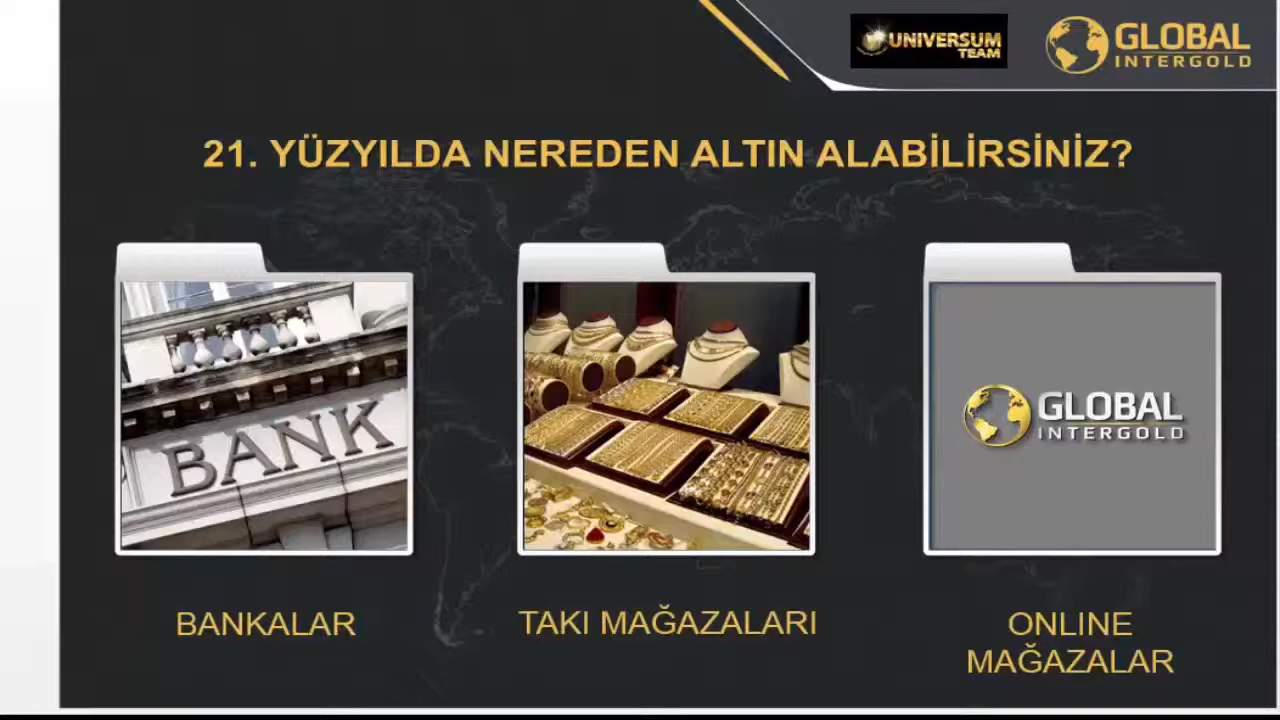 UNIVERSUM
TEAM
GLOBAL
INTERGOLD
21. YÜZYILDA NEREDEN ALTIN ALABİLİRSİNİZ?
BANK
GLOBAL
INTERGOLD
BANKALAR
TAKI MAĞAZALARI
ONLINE
MAĞAZALAR